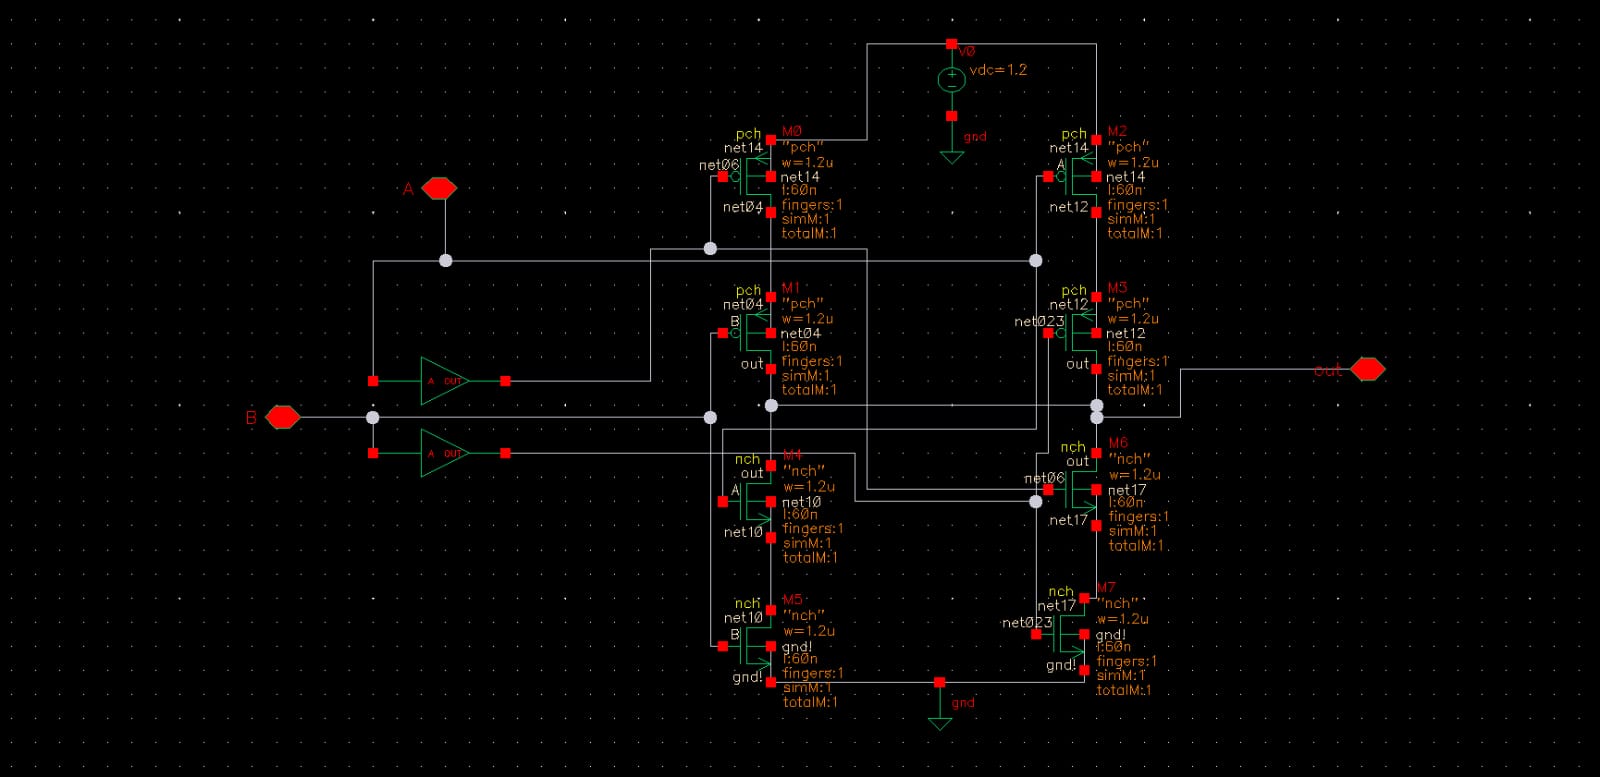 V0
vdc=1.2
gnd
pch
M0
net14
"pch"
net06
w=1.2u
net14
l:60n
fingers:1
net04
simM:1
totalM:1
pch
M2
net14
"pch"
A
w=1.2u
net14
l:60n
fingers:1
net12
simM:1
totalM:1
A
pch
M1
net04
"pch"
B
w=1.2u
net04
l:60n
fingers:1
out
simM:1
totalM:1
pch
M3
net12
"pch"
net023
w=1.2u
net12
l:60n
fingers:1
out
simM:1
totalM:1
out
A OUT
B
A OUT
nch
M4
out
"nch"
A
w=1.2u
net10
l:60n
fingers:1
net10
simM:1
totalM:1
nch
M6
out
"nch"
net06
w=1.2u
net17
l:60n
fingers:1
net17
simM:1
totalM:1
nch
M5
net10
"nch"
B
w=1.2u
gnd!
l:60n
fingers:1
gnd!
simM:1
totalM:1
nch
M7
net17
"nch"
net023
w=1.2u
gnd!
l:60n
fingers:1
gnd!
simM:1
totalM:1
gnd